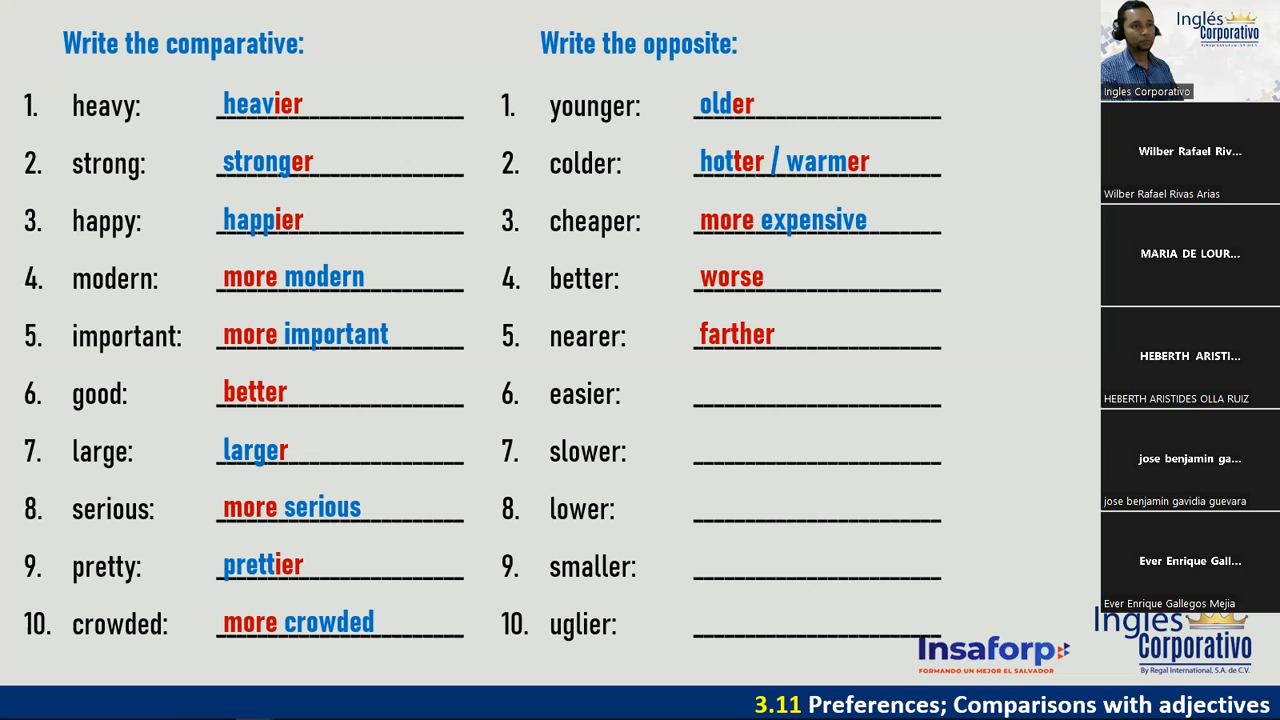 Write the comparative:
1. heavy: heavier
2. strong: stronger
3. happy: happier
4. modern: more modern
5. important: more important
6. good: better
7. large: larger
8. serious: more serious
9. pretty: prettier
10. crowded: more crowded
Write the opposite:
1. younger: older
2. colder: hotter / warmer
3. cheaper: more expensive
4. better: worse
5. nearer: farther
6. easier:
7. slower:
8. lower:
9. smaller:
10. uglier:
Inglés
Corporativo
By Regal International, S.A. de C.V.
Ingles Corporativo
Wilber Rafael Riv...
Wilber Rafael Rivas Arias
MARIA DE LOUR...
HEBERTH ARISTI...
HEBERTH ARISTIDES OLLA RUIZ
jose benjamin ga...
jose benjamin gavidia guevara
Ever Enrique Gall...
Ever Enrique Gallegos Mejia
Insaforp
FORMANDO UN MEJOR EL SALVADOR
Inglés
Corporativo
By Regal International, S.A. de C.V.
3.11 Preferences; Comparisons with adjectives